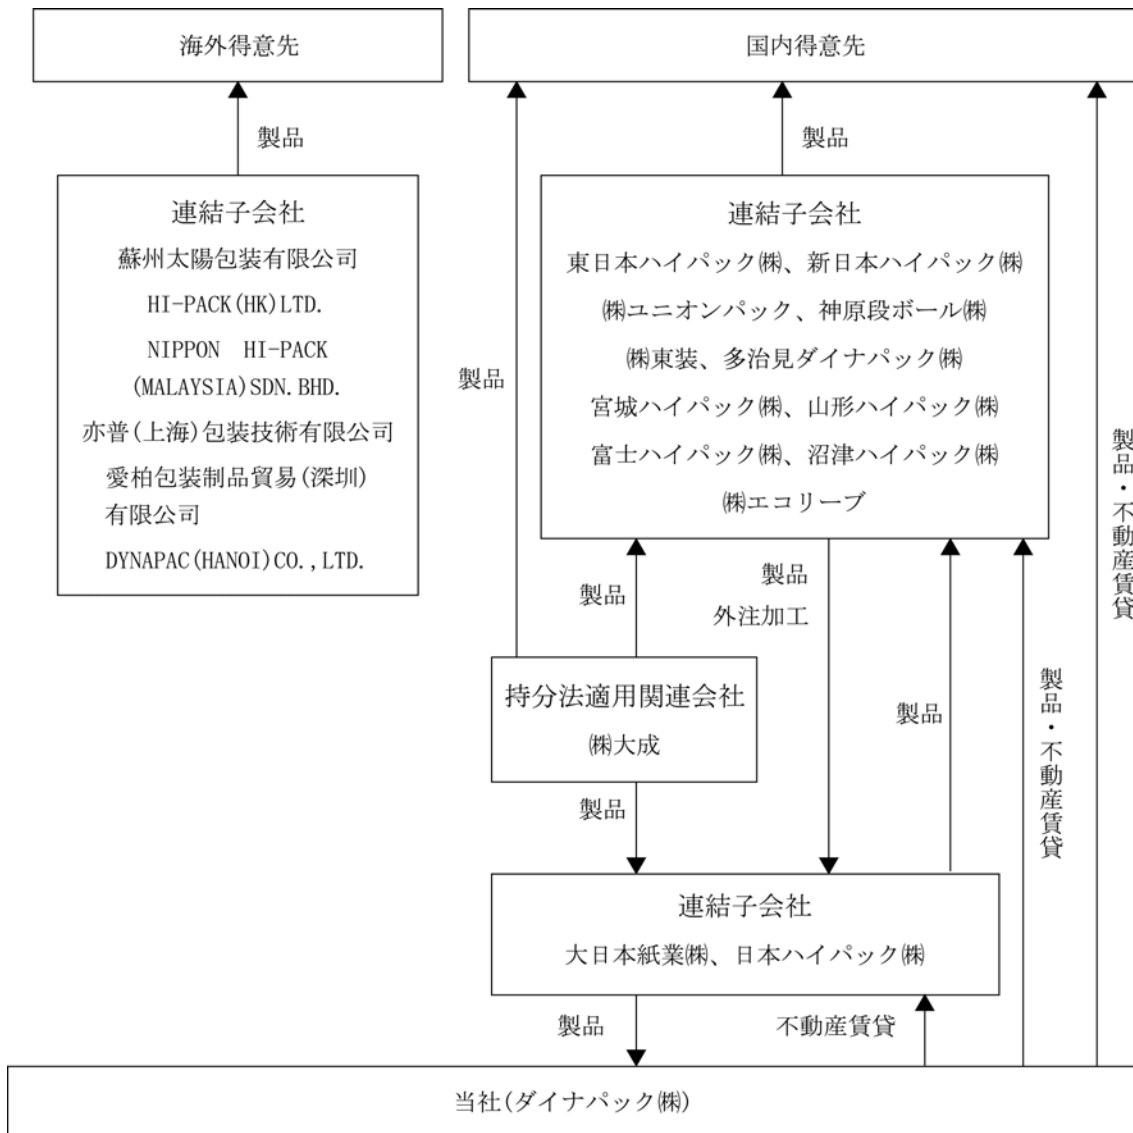 海外得意先
国内得意先
製品
製品
連結子会社
蘇州太陽包装有限公司
HI-PACK(HK)LTD.
NIPPON HI-PACK
(MALAYSIA)SDN.BHD.
亦普(上海)包装技術有限公司
愛柏包装制品貿易(深圳)
有限公司
DYNAPAC(HANOI)CO.,LTD.
製品
連結子会社
東日本ハイパック㈱、新日本ハイパック㈱
㈱ユニオンパック、神原段ボール㈱
㈱東装、多治見ダイナパック㈱
宮城ハイパック㈱、山形ハイパック㈱
富士ハイパック㈱、沼津ハイパック㈱
㈱エコリーブ
製品・不動産賃貸
製品
製品
外注加工
製品
製品・不動産賃貸
持分法適用関連会社
㈱大成
製品
連結子会社
大日本紙業㈱、日本ハイパック㈱
製品
不動産賃貸
当社(ダイナパック㈱)